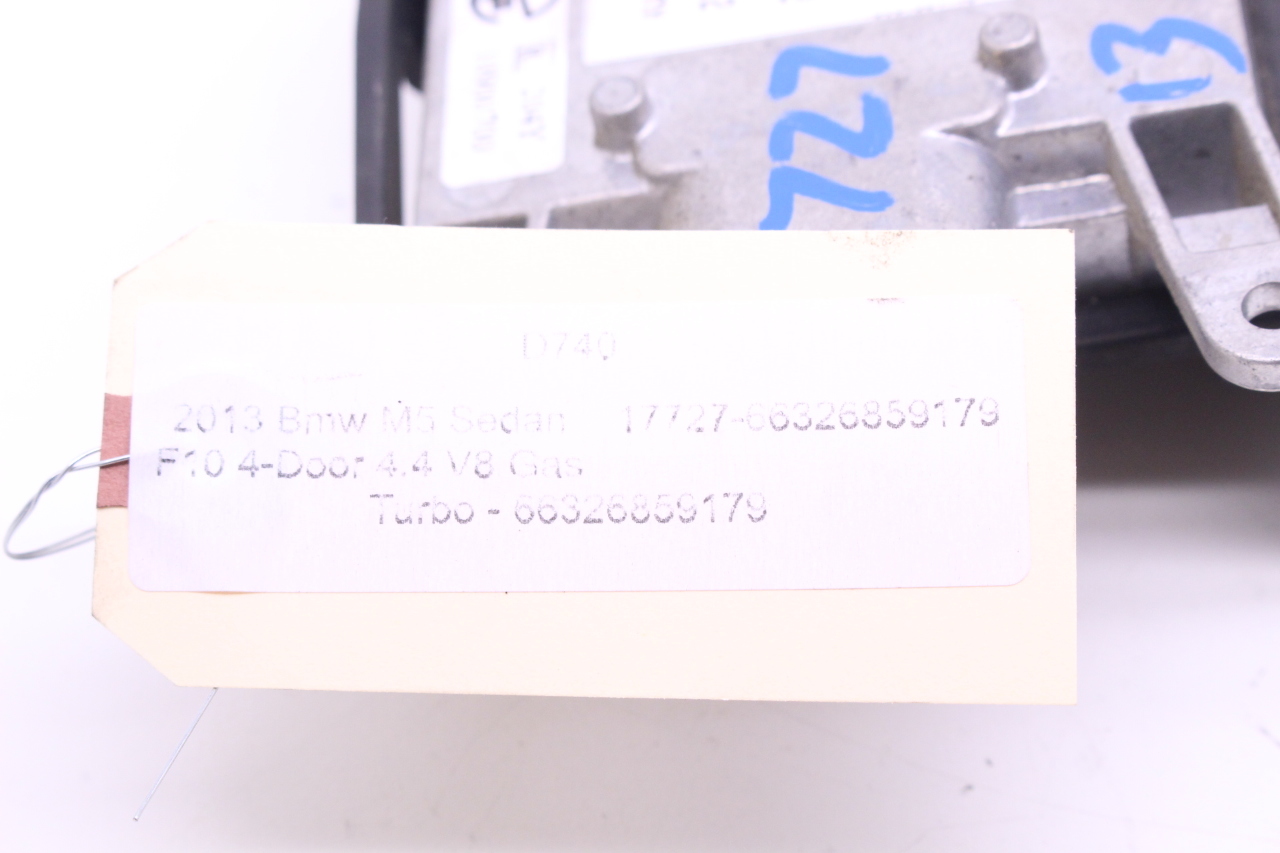 727
13
D740
2013 Bmw M5 Sedan 17727-66326859179
F10 4-Door 4.4 V8 Gas
Turbo - 66326859179